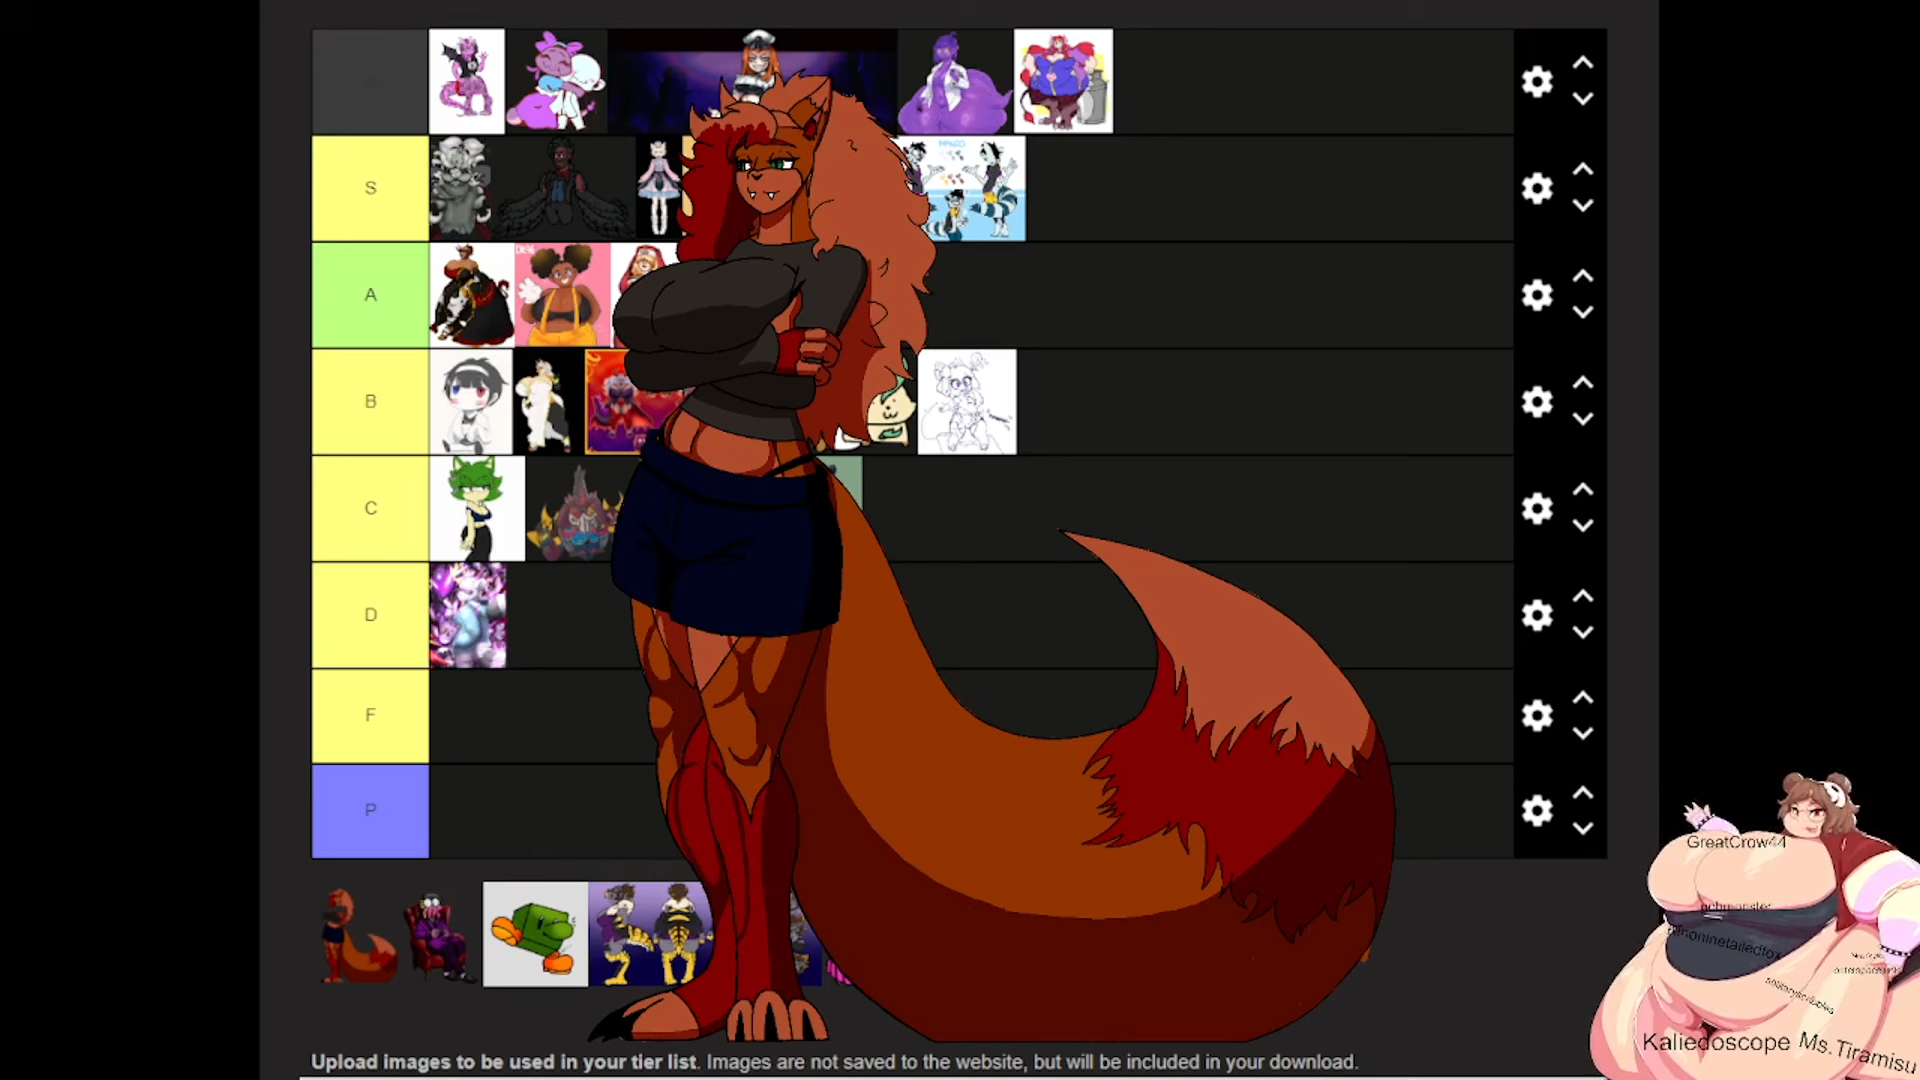 S
A
B
C
D
F
P
GreatCrow44
Kaliedoscope Ms.Tiramisu
Upload images to be used in your tier list. Images are not saved to the website, but will be included in your download.